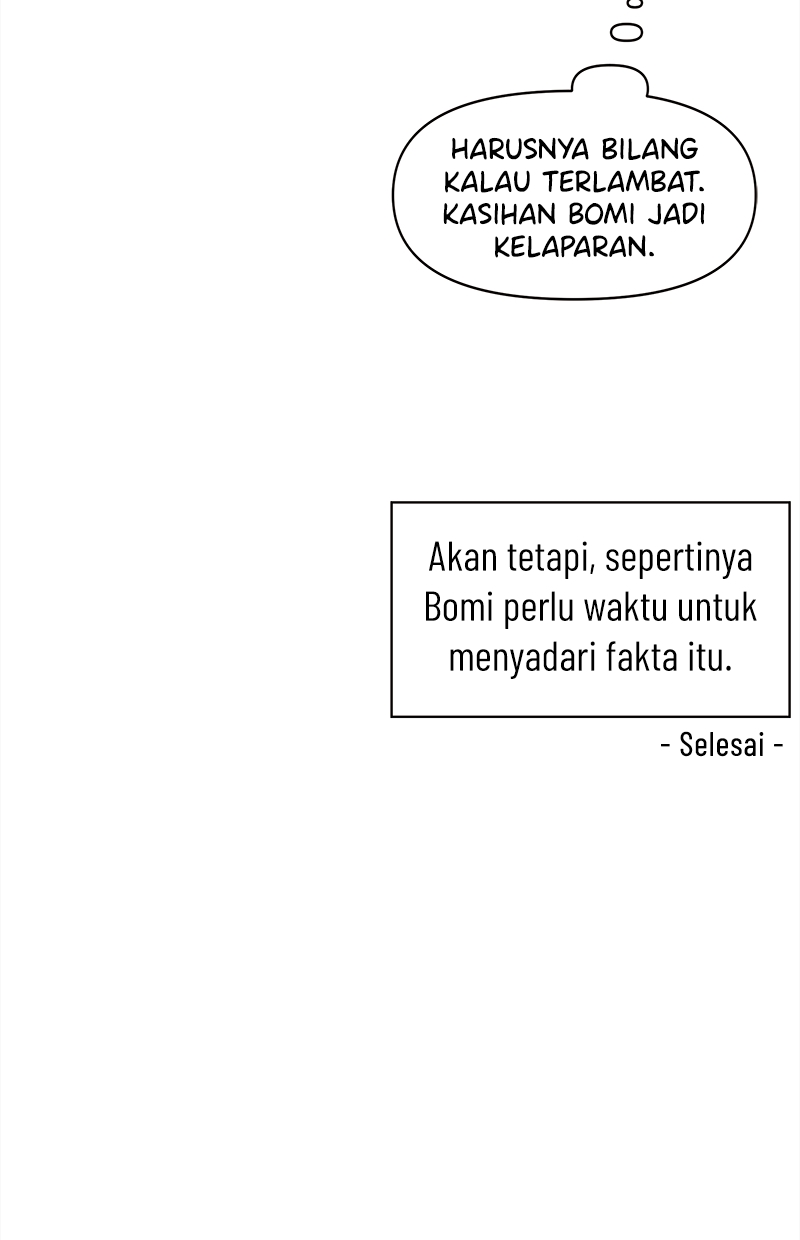 HARUSNYA BILANG
KALAU TERLAMBAT.
KASIHAN BOMI JADI
KELAPARAN.
Akan tetapi, sepertinya
Bomi perlu waktu untuk
menyadari fakta itu.
- Selesai -